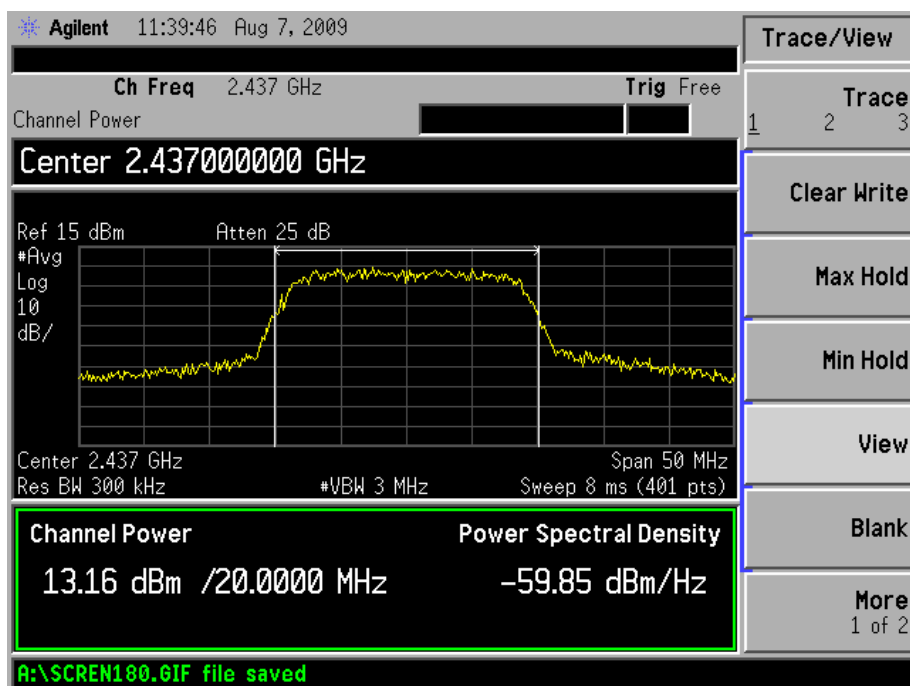 Agilent 11:39:46 Aug 7, 2009
Trace/View
Ch Freq 2.437 GHz Trig Free
Channel Power
Trace
1 2 3
Center 2.437000000 GHz
Clear Write
Ref 15 dBm Atten 25 dB
#Avg
Log
10
dB/
Max Hold
Min Hold
View
Center 2.437 GHz Span 50 MHz
Res BW 300 kHz #VBW 3 MHz Sweep 8 ms (401 pts)
Blank
Channel Power Power Spectral Density
13.16 dBm /20.0000 MHz -59.85 dBm/Hz
More
1 of 2
A:\SCREN180.GIF file saved